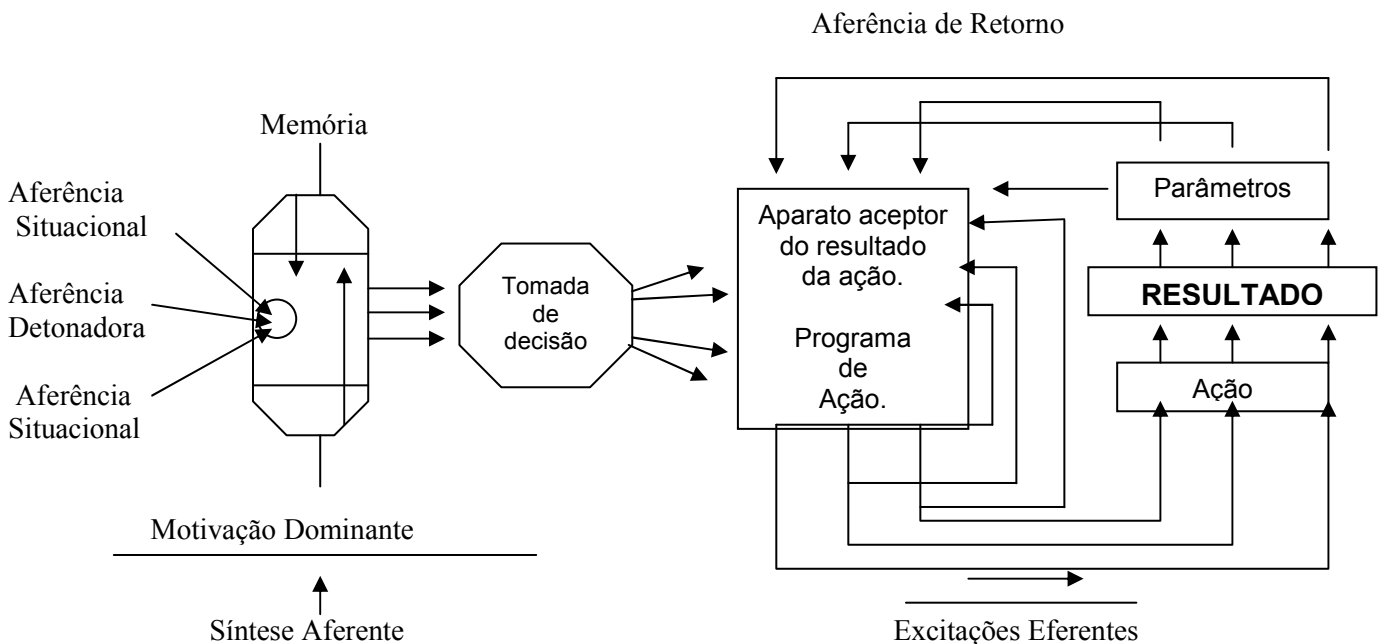 Aferência de Retorno
Memória
Aferência
Situacional
Aferência
Detonadora
Aferência
Situacional
Tomada
de
decisão
Aparato aceptor
do resultado
da ação.
Programa
de
Ação.
Parâmetros
RESULTADO
Ação
Motivação Dominante
Síntese Aferente
Excitações Eferentes